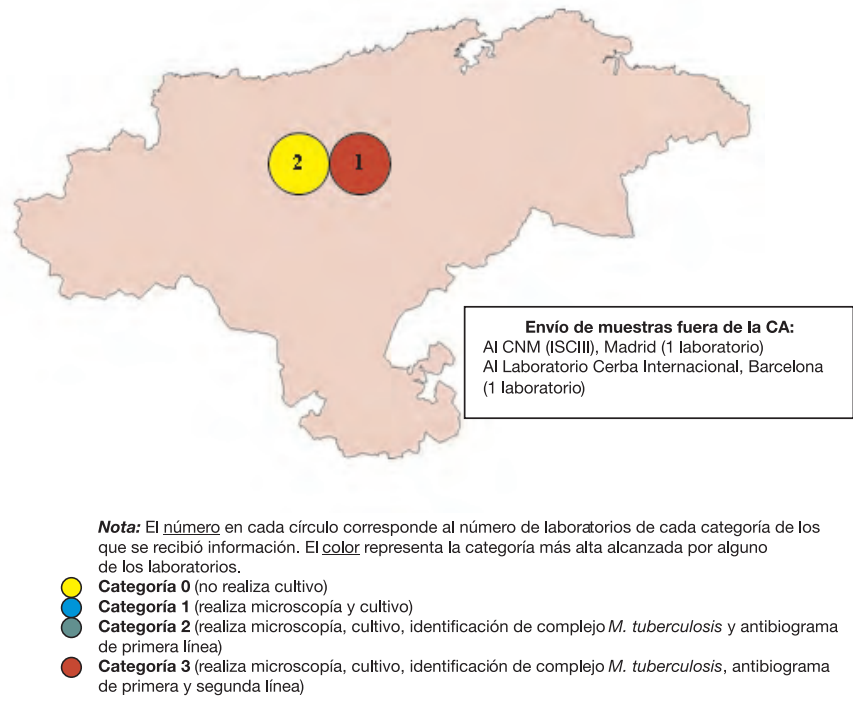 2 1
Envío de muestras fuera de la CA:
Al CNM (ISCIII), Madrid (1 laboratorio)
Al Laboratorio Cerba Internacional, Barcelona
(1 laboratorio)
Nota: El número en cada círculo corresponde al número de laboratorios de cada categoría de los
que se recibió información. El color representa la categoría más alta alcanzada por alguno
de los laboratorios.
Categoría 0 (no realiza cultivo)
Categoría 1 (realiza microscopía y cultivo)
Categoría 2 (realiza microscopía, cultivo, identificación de complejo M. tuberculosis y antibiograma
de primera línea)
Categoría 3 (realiza microscopía, cultivo, identificación de complejo M. tuberculosis, antibiograma
de primera y segunda línea)